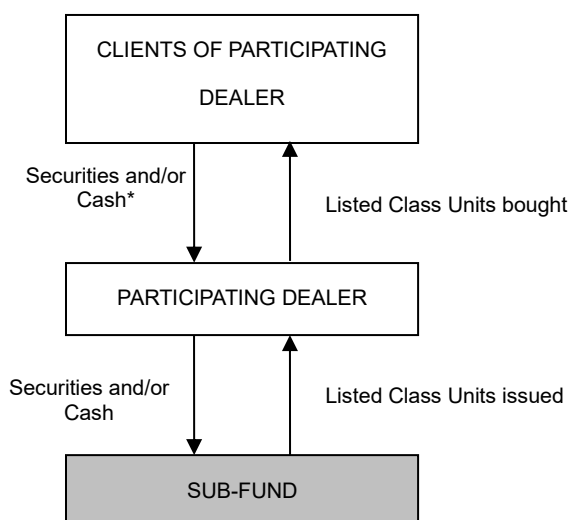 CLIENTS OF PARTICIPATING
DEALER
Securities and/or
Cash*
Listed Class Units bought
PARTICIPATING DEALER
Securities and/or
Cash
Listed Class Units issued
SUB-FUND